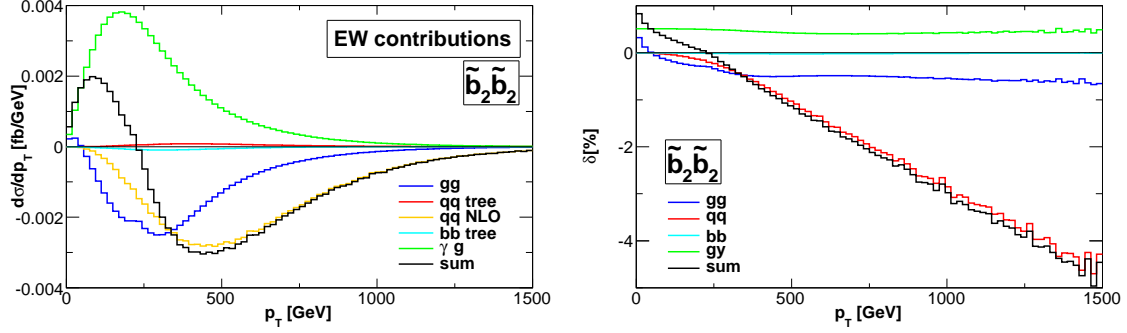 0.004
0.002
0
-0.002
-0.004
dσ/dp_T [fb/GeV]
EW contributions
b̃₂b̃₂
gg
qq tree
qq NLO
bb tree
γ g
sum
0 500 1000 1500
p_T [GeV]
0
-2
-4
δ[%]
b̃₂b̃₂
gg
qq
bb
gy
sum
0 500 1000 1500
p_T [GeV]